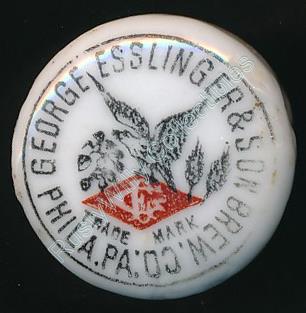 GEORGE ESSLINGER & SON BREW. CO.
PHILA. PA.
TRADE MARK